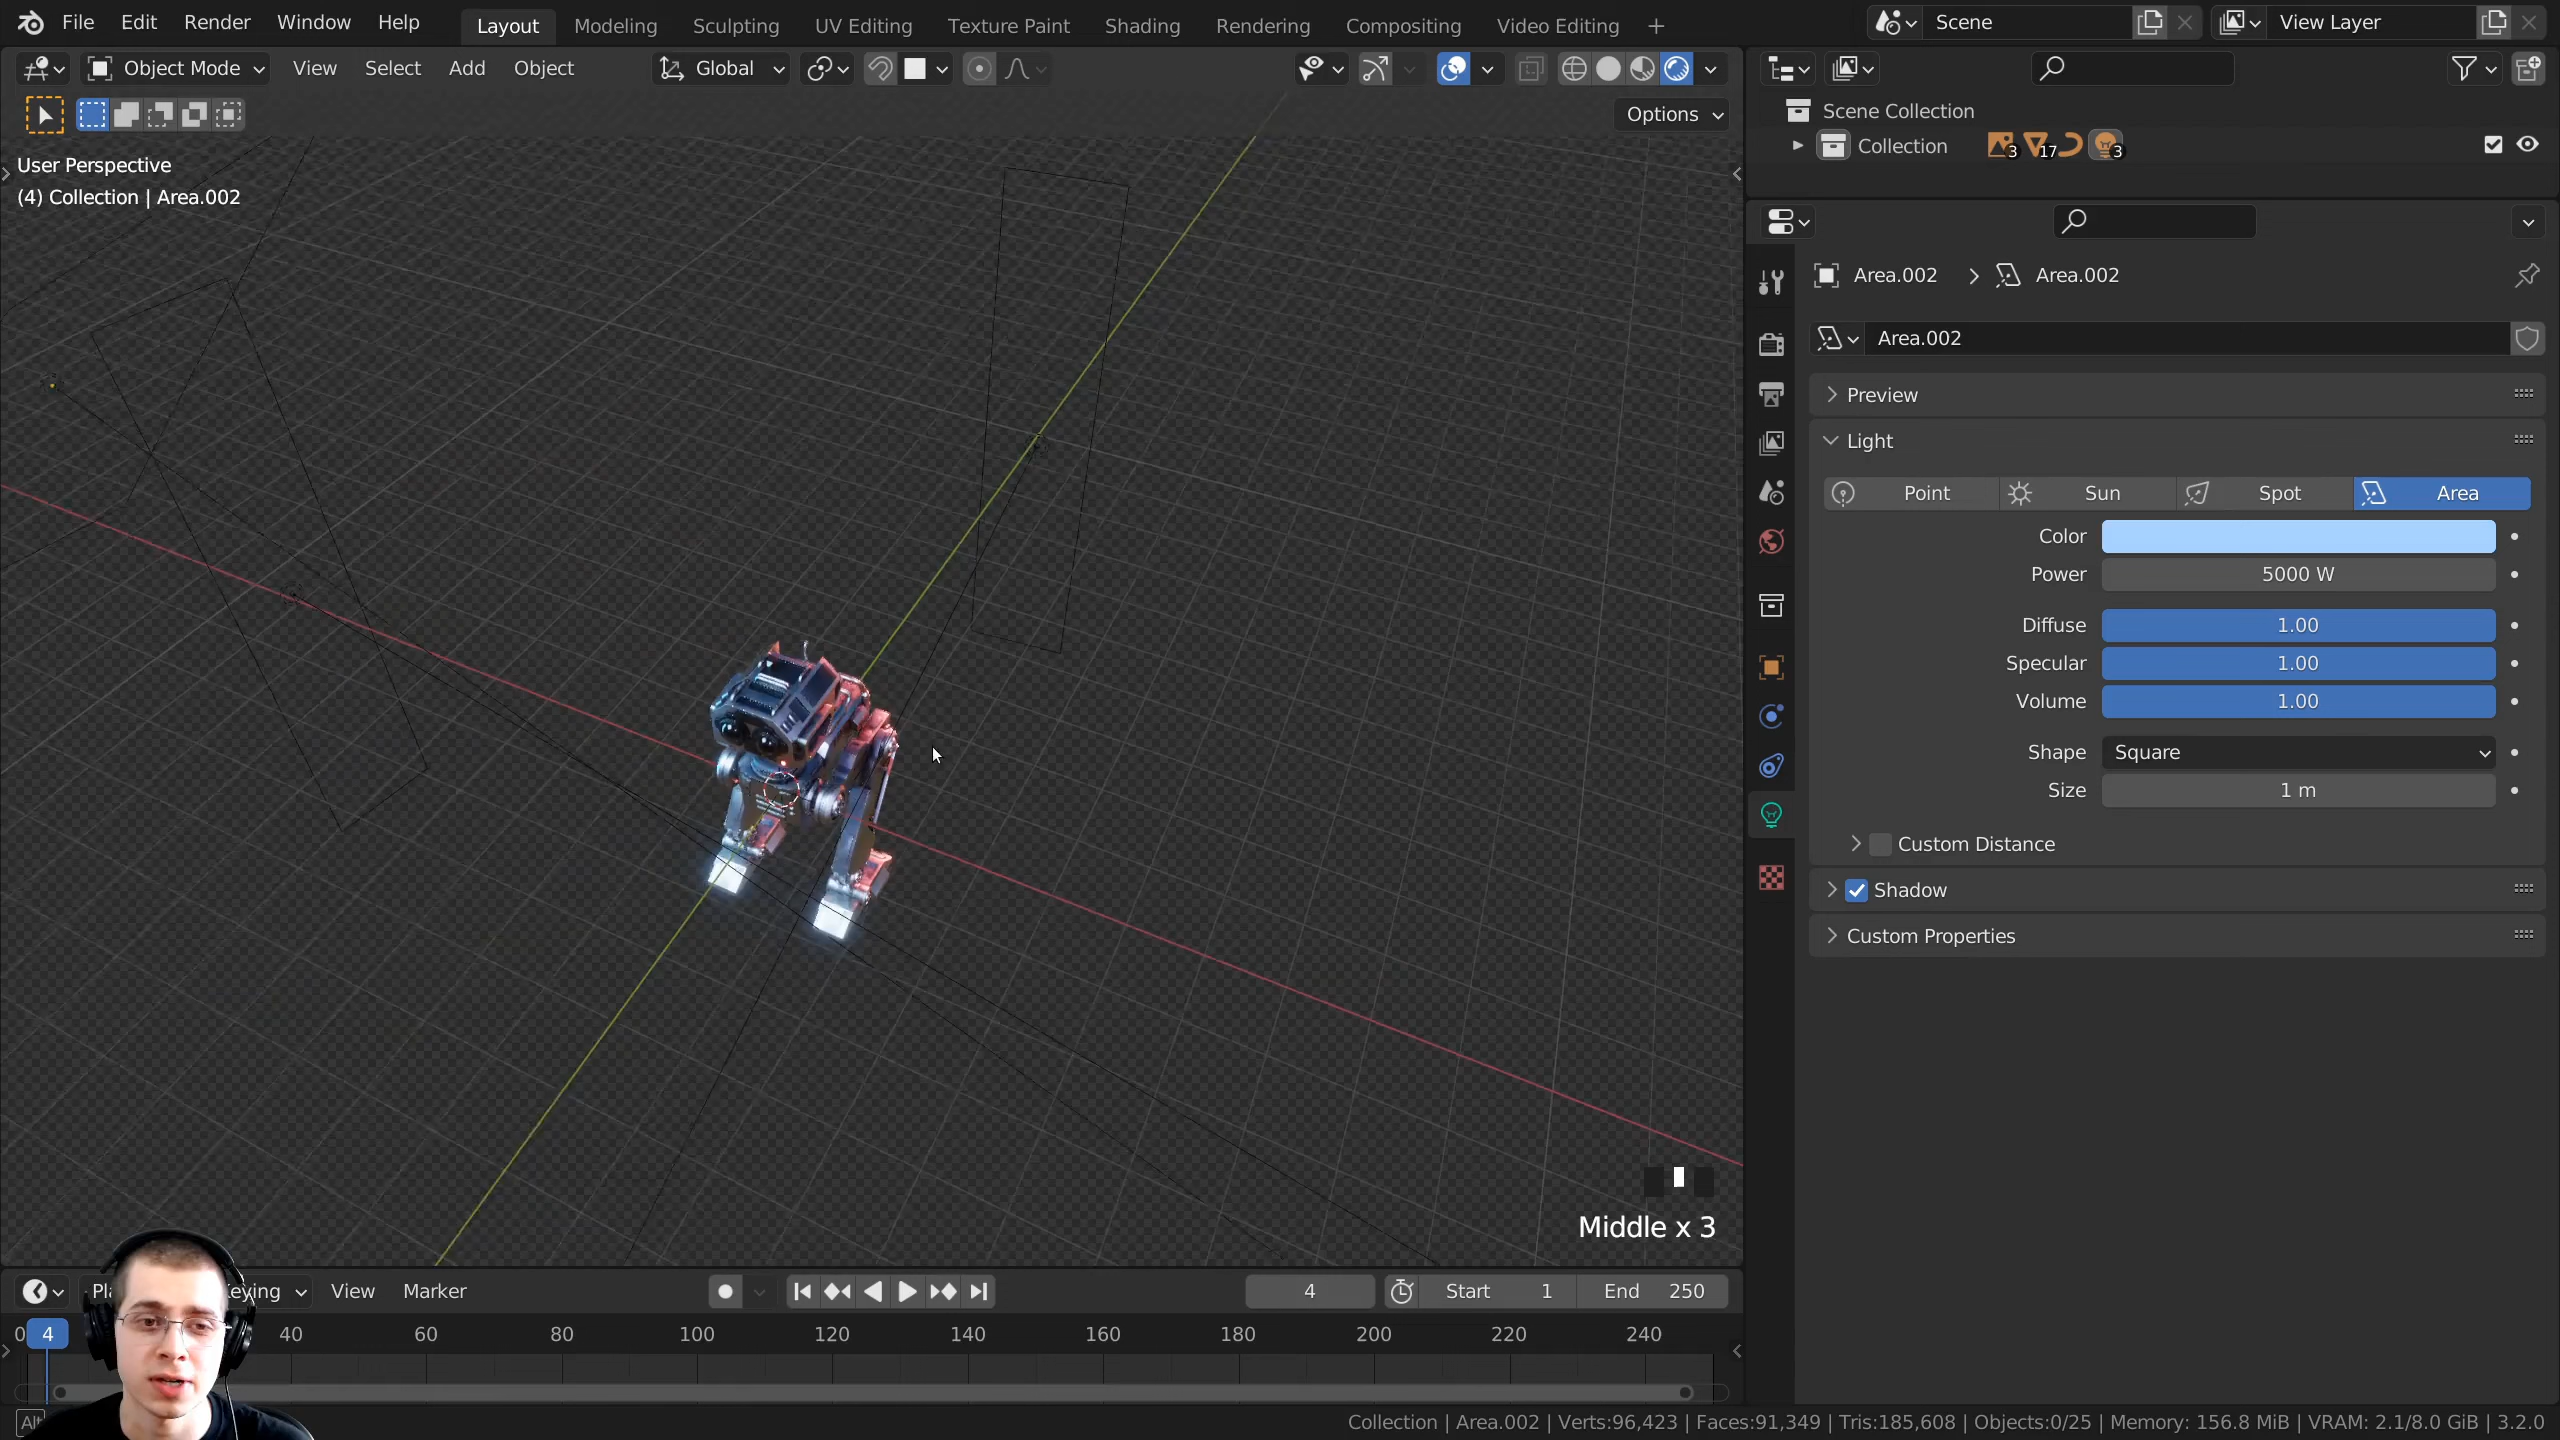 File Edit Render Window Help Layout Modeling Sculpting UV Editing Texture Paint Shading Rendering Compositing Video Editing + Scene View Layer
Object Mode View Select Add Object Global
Options
User Perspective
(4) Collection | Area.002
Scene Collection
Collection 3 17 3
Area.002 > Area.002
Area.002
Preview
Light
Point Sun Spot Area
Color
Power 5000 W
Diffuse 1.00
Specular 1.00
Volume 1.00
Shape Square
Size 1 m
Custom Distance
Shadow
Custom Properties
Middle x 3
View Marker 4 Start 1 End 250
0 4 40 60 80 100 120 140 160 180 200 220 240
Collection | Area.002 | Verts:96,423 | Faces:91,349 | Tris:185,608 | Objects:0/25 | Memory: 156.8 MiB | VRAM: 2.1/8.0 GiB | 3.2.0